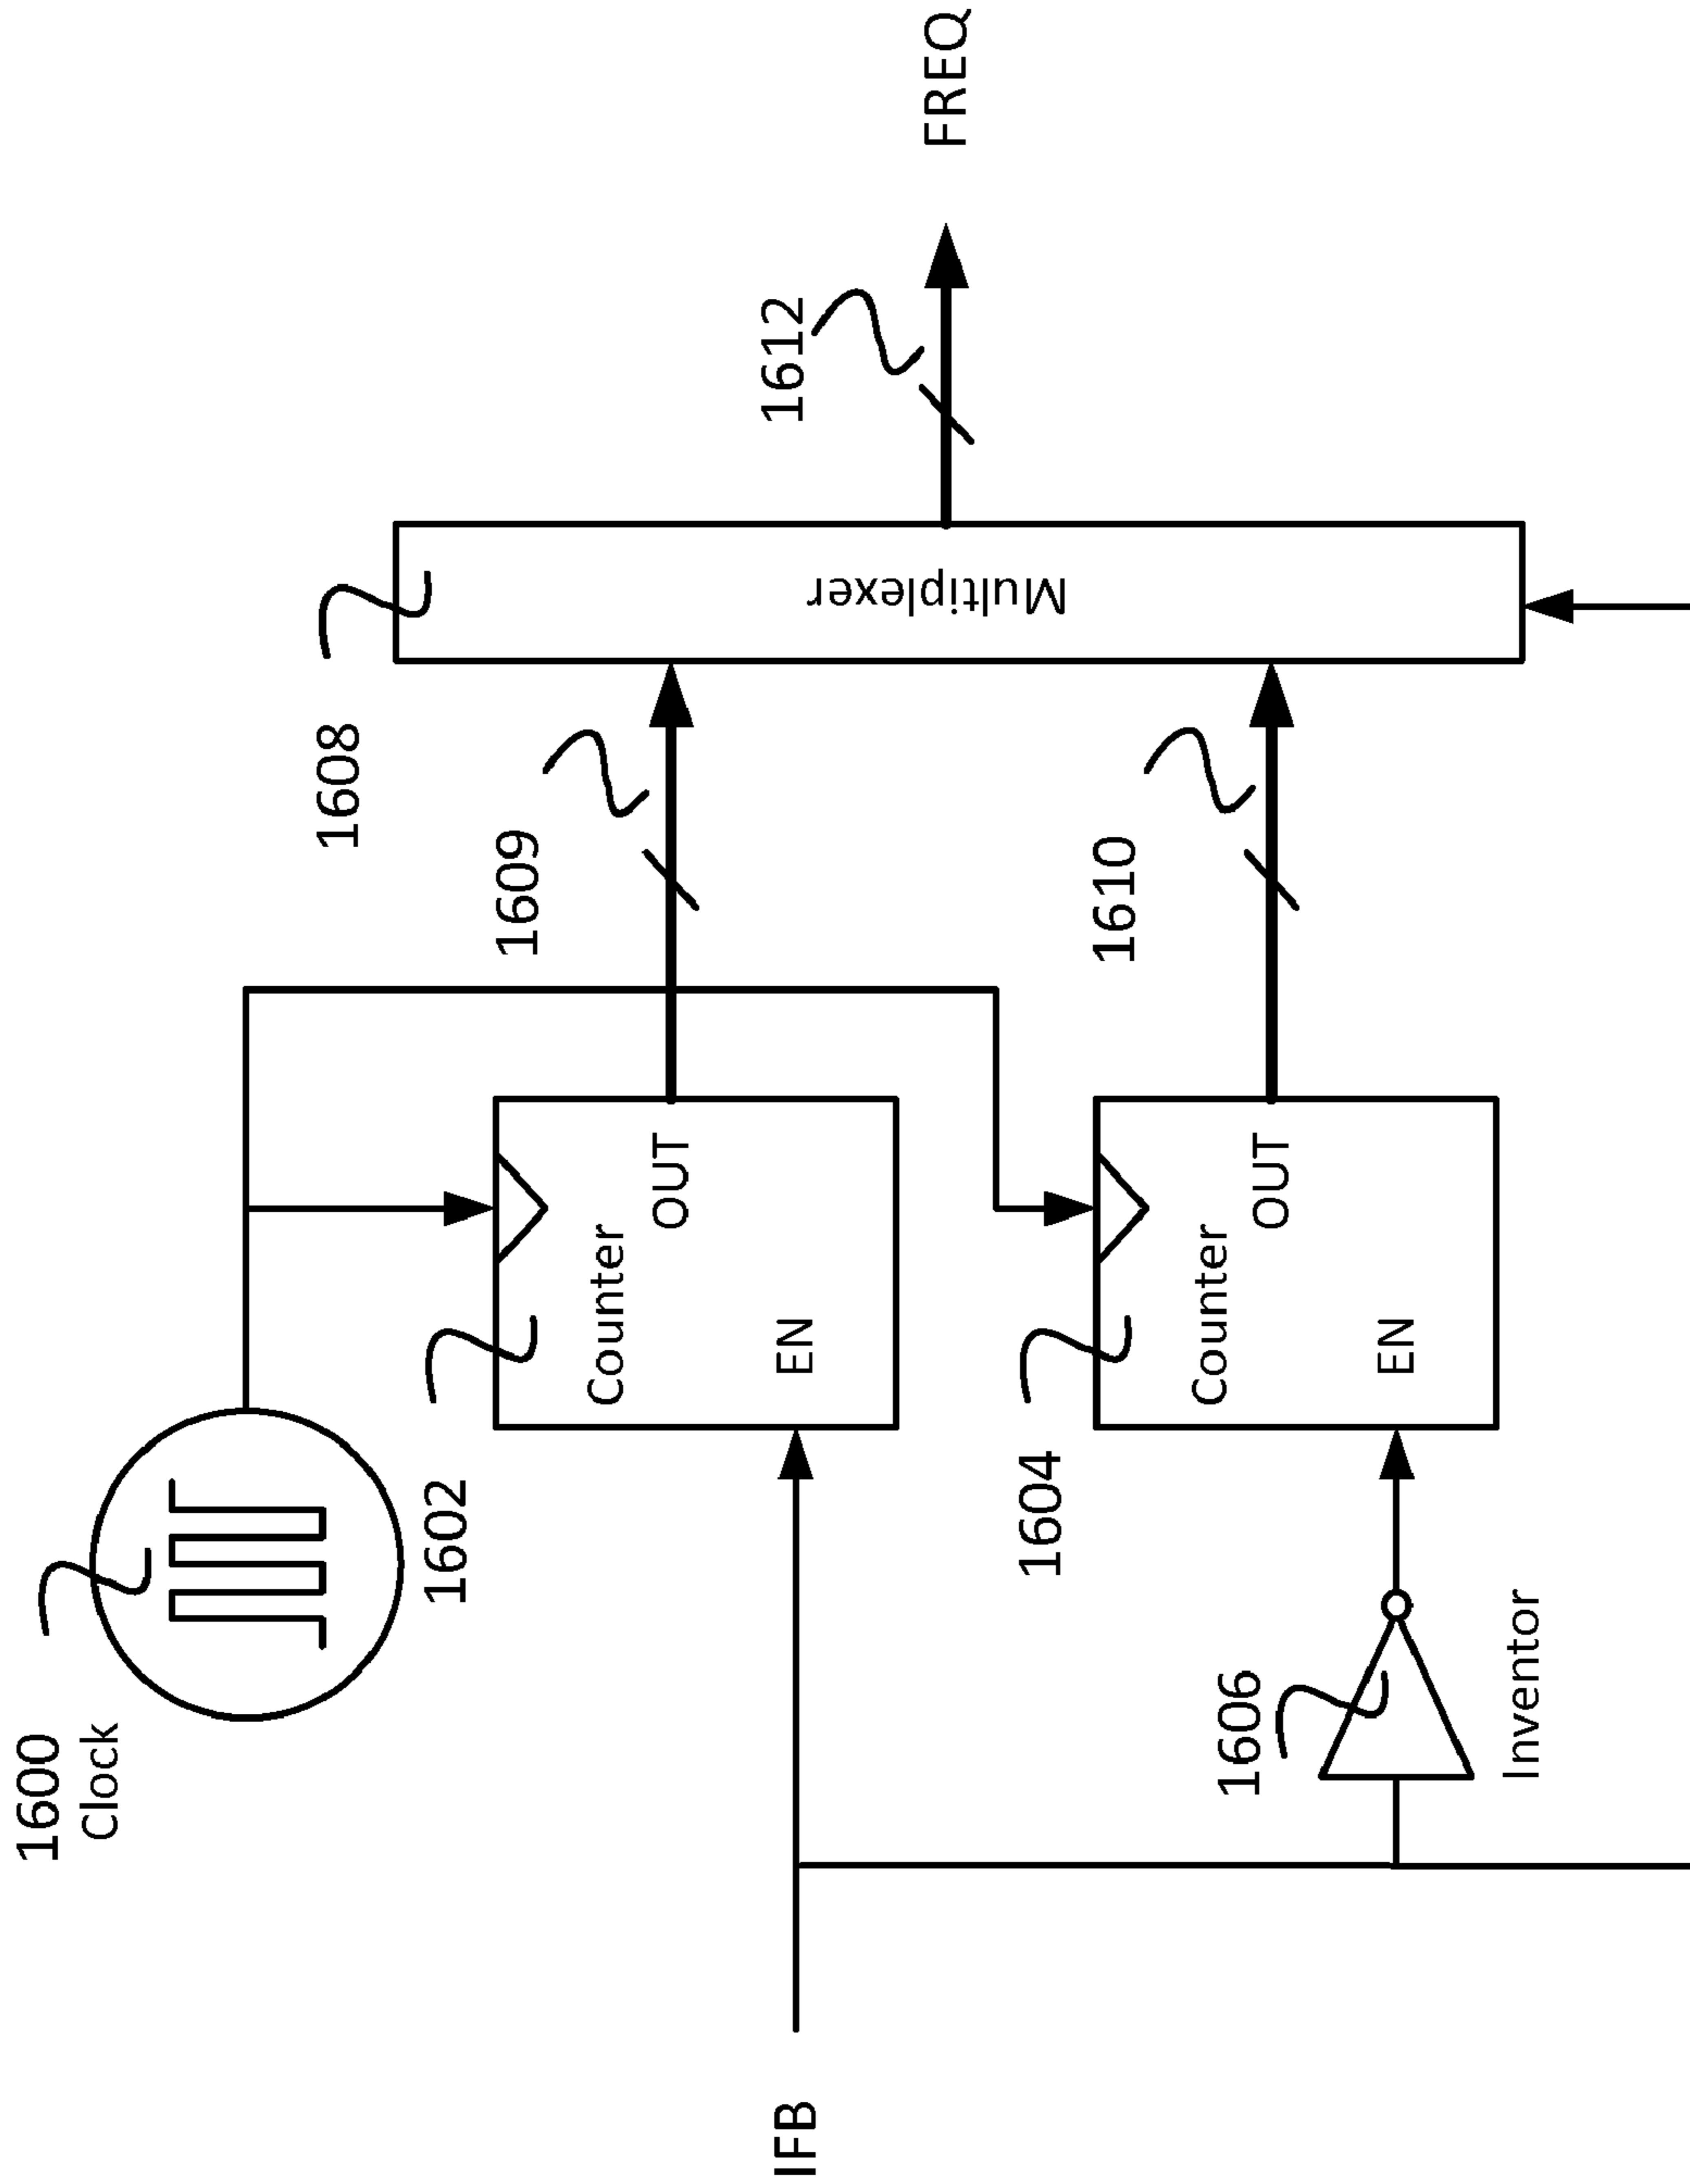 1600
Clock
1602
Counter
OUT
EN
1609
1608
Multiplexer
1612
FREQ
IFB
1604
Counter
OUT
EN
1610
1606
Inventor